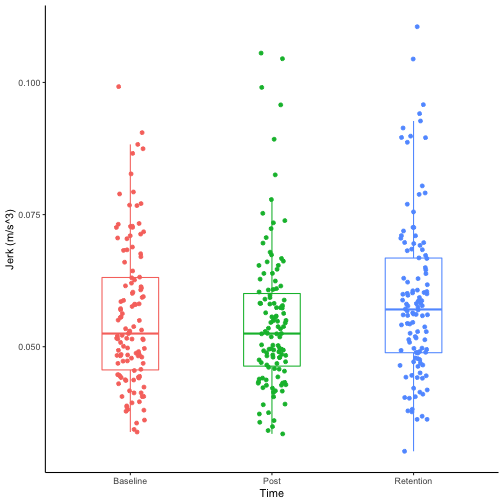 0.100
0.075
0.050
Jerk (m/s^3)
Baseline
Post
Retention
Time